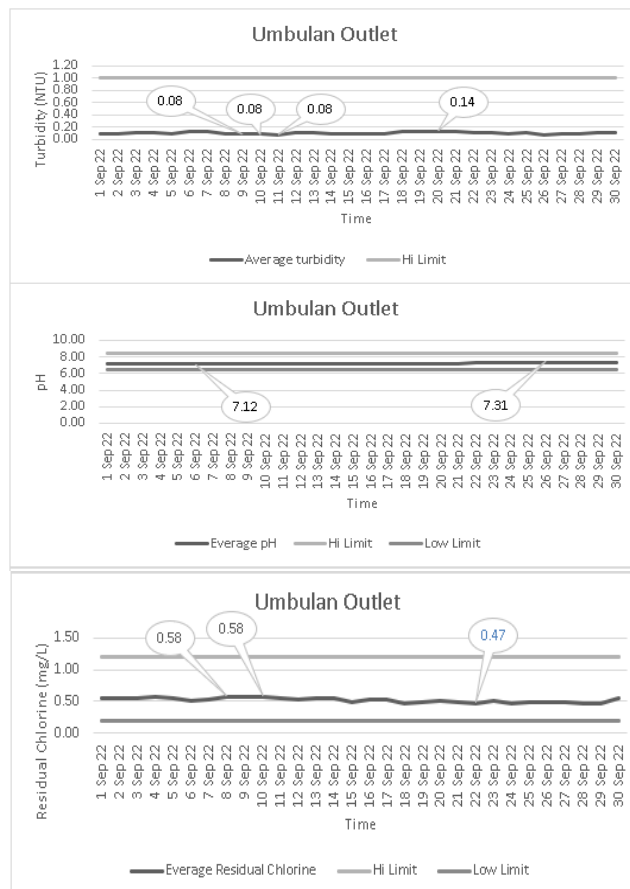 Umbulan Outlet
Turbidity (NTU)
1.20
1.00
0.80
0.60
0.40
0.20
0.00
0.08
0.08
0.08
0.14
1 Sep 22
2 Sep 22
3 Sep 22
4 Sep 22
5 Sep 22
6 Sep 22
7 Sep 22
8 Sep 22
9 Sep 22
10 Sep 22
11 Sep 22
12 Sep 22
13 Sep 22
14 Sep 22
15 Sep 22
16 Sep 22
17 Sep 22
18 Sep 22
19 Sep 22
20 Sep 22
21 Sep 22
22 Sep 22
23 Sep 22
24 Sep 22
25 Sep 22
26 Sep 22
27 Sep 22
28 Sep 22
29 Sep 22
30 Sep 22
Time
Average turbidity
Hi Limit
Umbulan Outlet
pH
10.00
8.00
6.00
4.00
2.00
0.00
7.12
7.31
1 Sep 22
2 Sep 22
3 Sep 22
4 Sep 22
5 Sep 22
6 Sep 22
7 Sep 22
8 Sep 22
9 Sep 22
10 Sep 22
11 Sep 22
12 Sep 22
13 Sep 22
14 Sep 22
15 Sep 22
16 Sep 22
17 Sep 22
18 Sep 22
19 Sep 22
20 Sep 22
21 Sep 22
22 Sep 22
23 Sep 22
24 Sep 22
25 Sep 22
26 Sep 22
27 Sep 22
28 Sep 22
29 Sep 22
30 Sep 22
Time
Everage pH
Hi Limit
Low Limit
Umbulan Outlet
Residual Chlorine (mg/L)
1.50
1.00
0.50
0.00
0.58
0.58
0.47
1 Sep 22
2 Sep 22
3 Sep 22
4 Sep 22
5 Sep 22
6 Sep 22
7 Sep 22
8 Sep 22
9 Sep 22
10 Sep 22
11 Sep 22
12 Sep 22
13 Sep 22
14 Sep 22
15 Sep 22
16 Sep 22
17 Sep 22
18 Sep 22
19 Sep 22
20 Sep 22
21 Sep 22
22 Sep 22
23 Sep 22
24 Sep 22
25 Sep 22
26 Sep 22
27 Sep 22
28 Sep 22
29 Sep 22
30 Sep 22
Time
Everage Residual Chlorine
Hi Limit
Low Limit